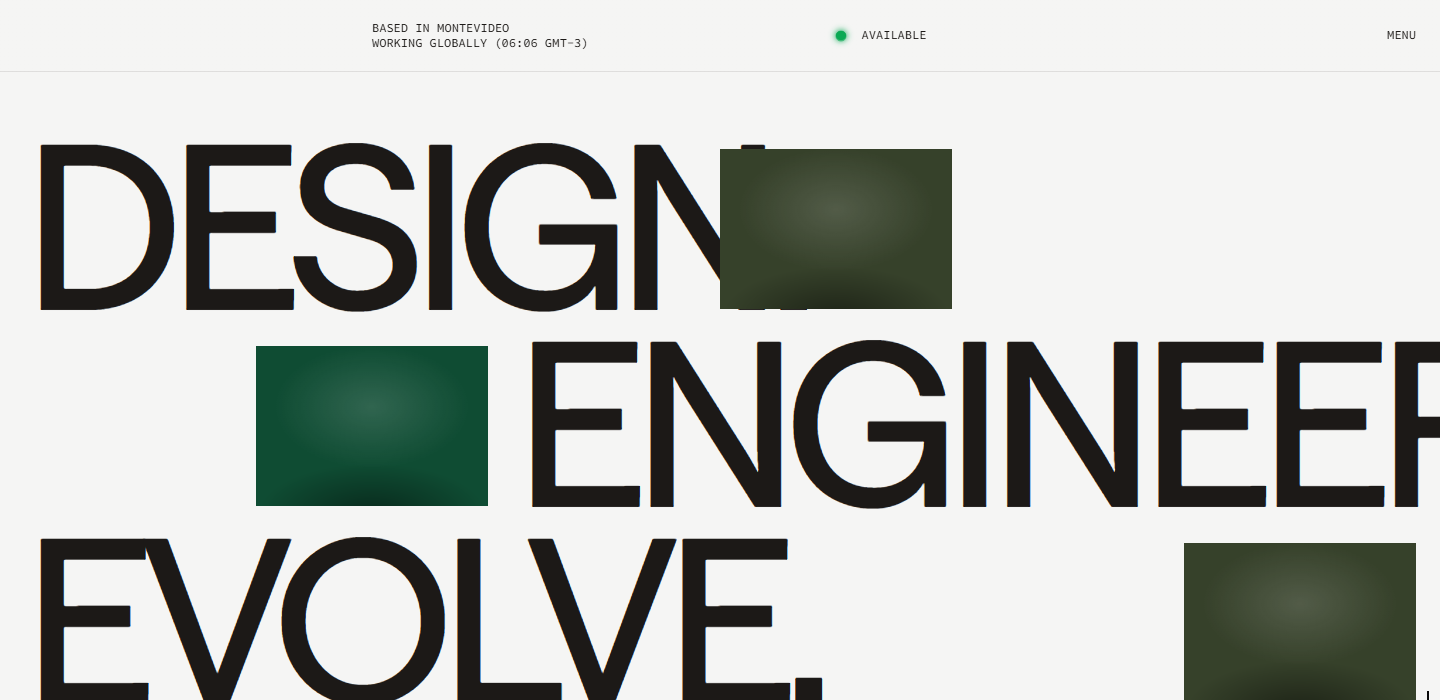 BASED IN MONTEVIDEO
WORKING GLOBALLY (06:06 GMT-3)
AVAILABLE
MENU
DESIGN.
ENGINEER
EVOLVE.